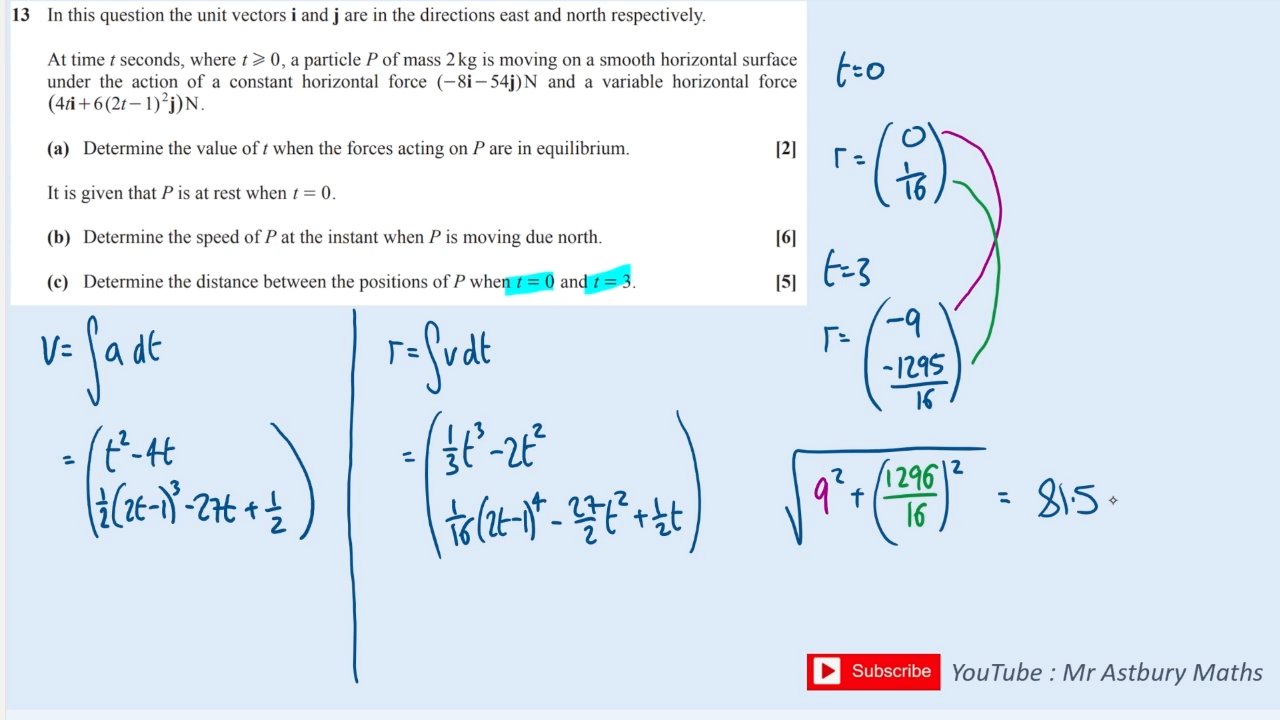 13 In this question the unit vectors i and j are in the directions east and north respectively.
At time t seconds, where t ⩾ 0, a particle P of mass 2 kg is moving on a smooth horizontal surface
under the action of a constant horizontal force (−8i − 54j) N and a variable horizontal force
(4ti + 6(2t − 1)²j) N.
(a) Determine the value of t when the forces acting on P are in equilibrium. [2]
It is given that P is at rest when t = 0.
(b) Determine the speed of P at the instant when P is moving due north. [6]
(c) Determine the distance between the positions of P when t = 0 and t = 3. [5]
V = ∫ a dt
= ( t² - 4t
½(2t-1)³ - 27t + ½ )
r = ∫ v dt
= ( ⅓t³ - 2t²
1/16 (2t-1)⁴ - 27/2 t² + ½t )
t=0
r = ( 0
1/16 )
t=3
r = ( -9
-1295/16 )
√(9² + (1296/16)²) = 81.5
Subscribe YouTube : Mr Astbury Maths